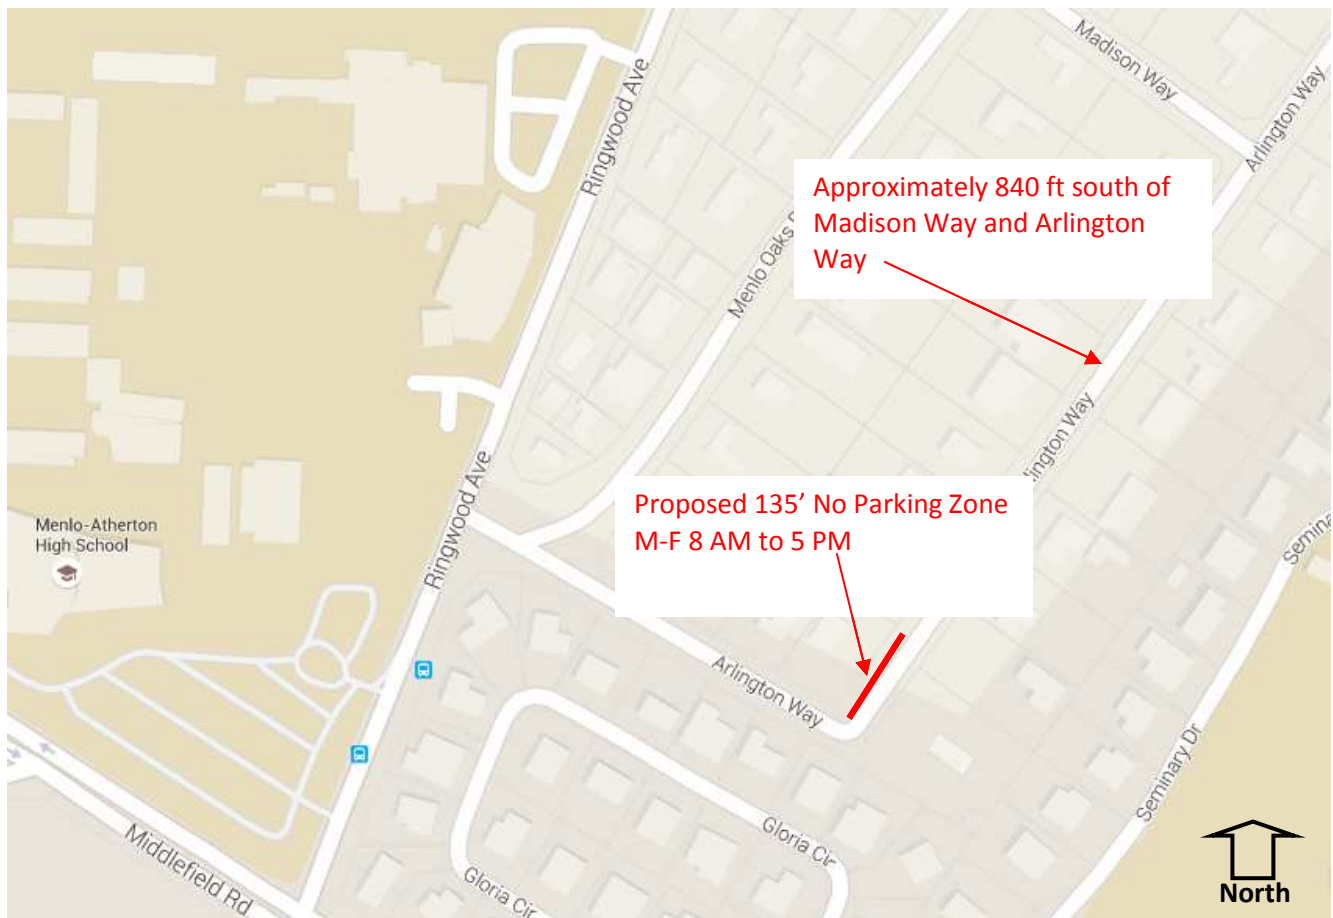 Madison Way
Arlington Way
Ringwood Ave
Approximately 840 ft south of
Madison Way and Arlington
Way
Menlo Oaks
Proposed 135’ No Parking Zone
M-F 8 AM to 5 PM
Way
Ringwood Ave
Menlo-Atherton
High School
Arlington Way
Seminary Dr
Gloria Cir
Gloria Cir
Middlefield Rd
North